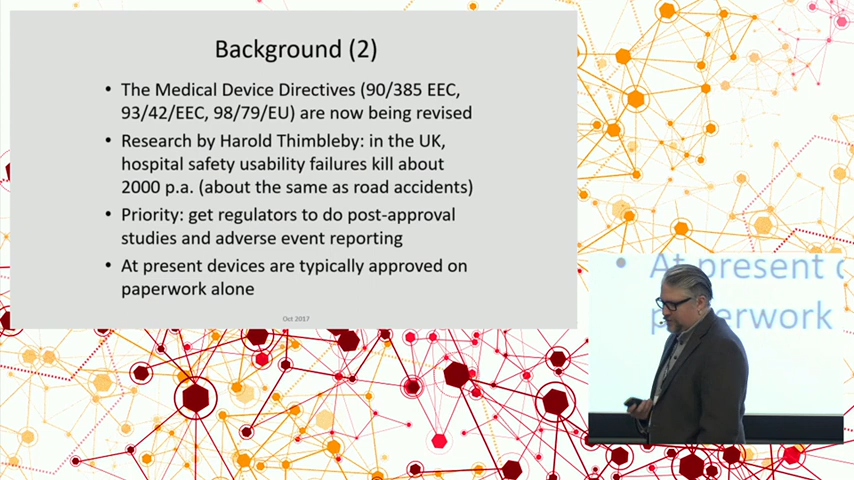 Background (2)
• The Medical Device Directives (90/385 EEC,
93/42/EEC, 98/79/EU) are now being revised
• Research by Harold Thimbleby: in the UK,
hospital safety usability failures kill about
2000 p.a. (about the same as road accidents)
• Priority: get regulators to do post-approval
studies and adverse event reporting
• At present devices are typically approved on
paperwork alone
Oct 2017
• At present
paperwork